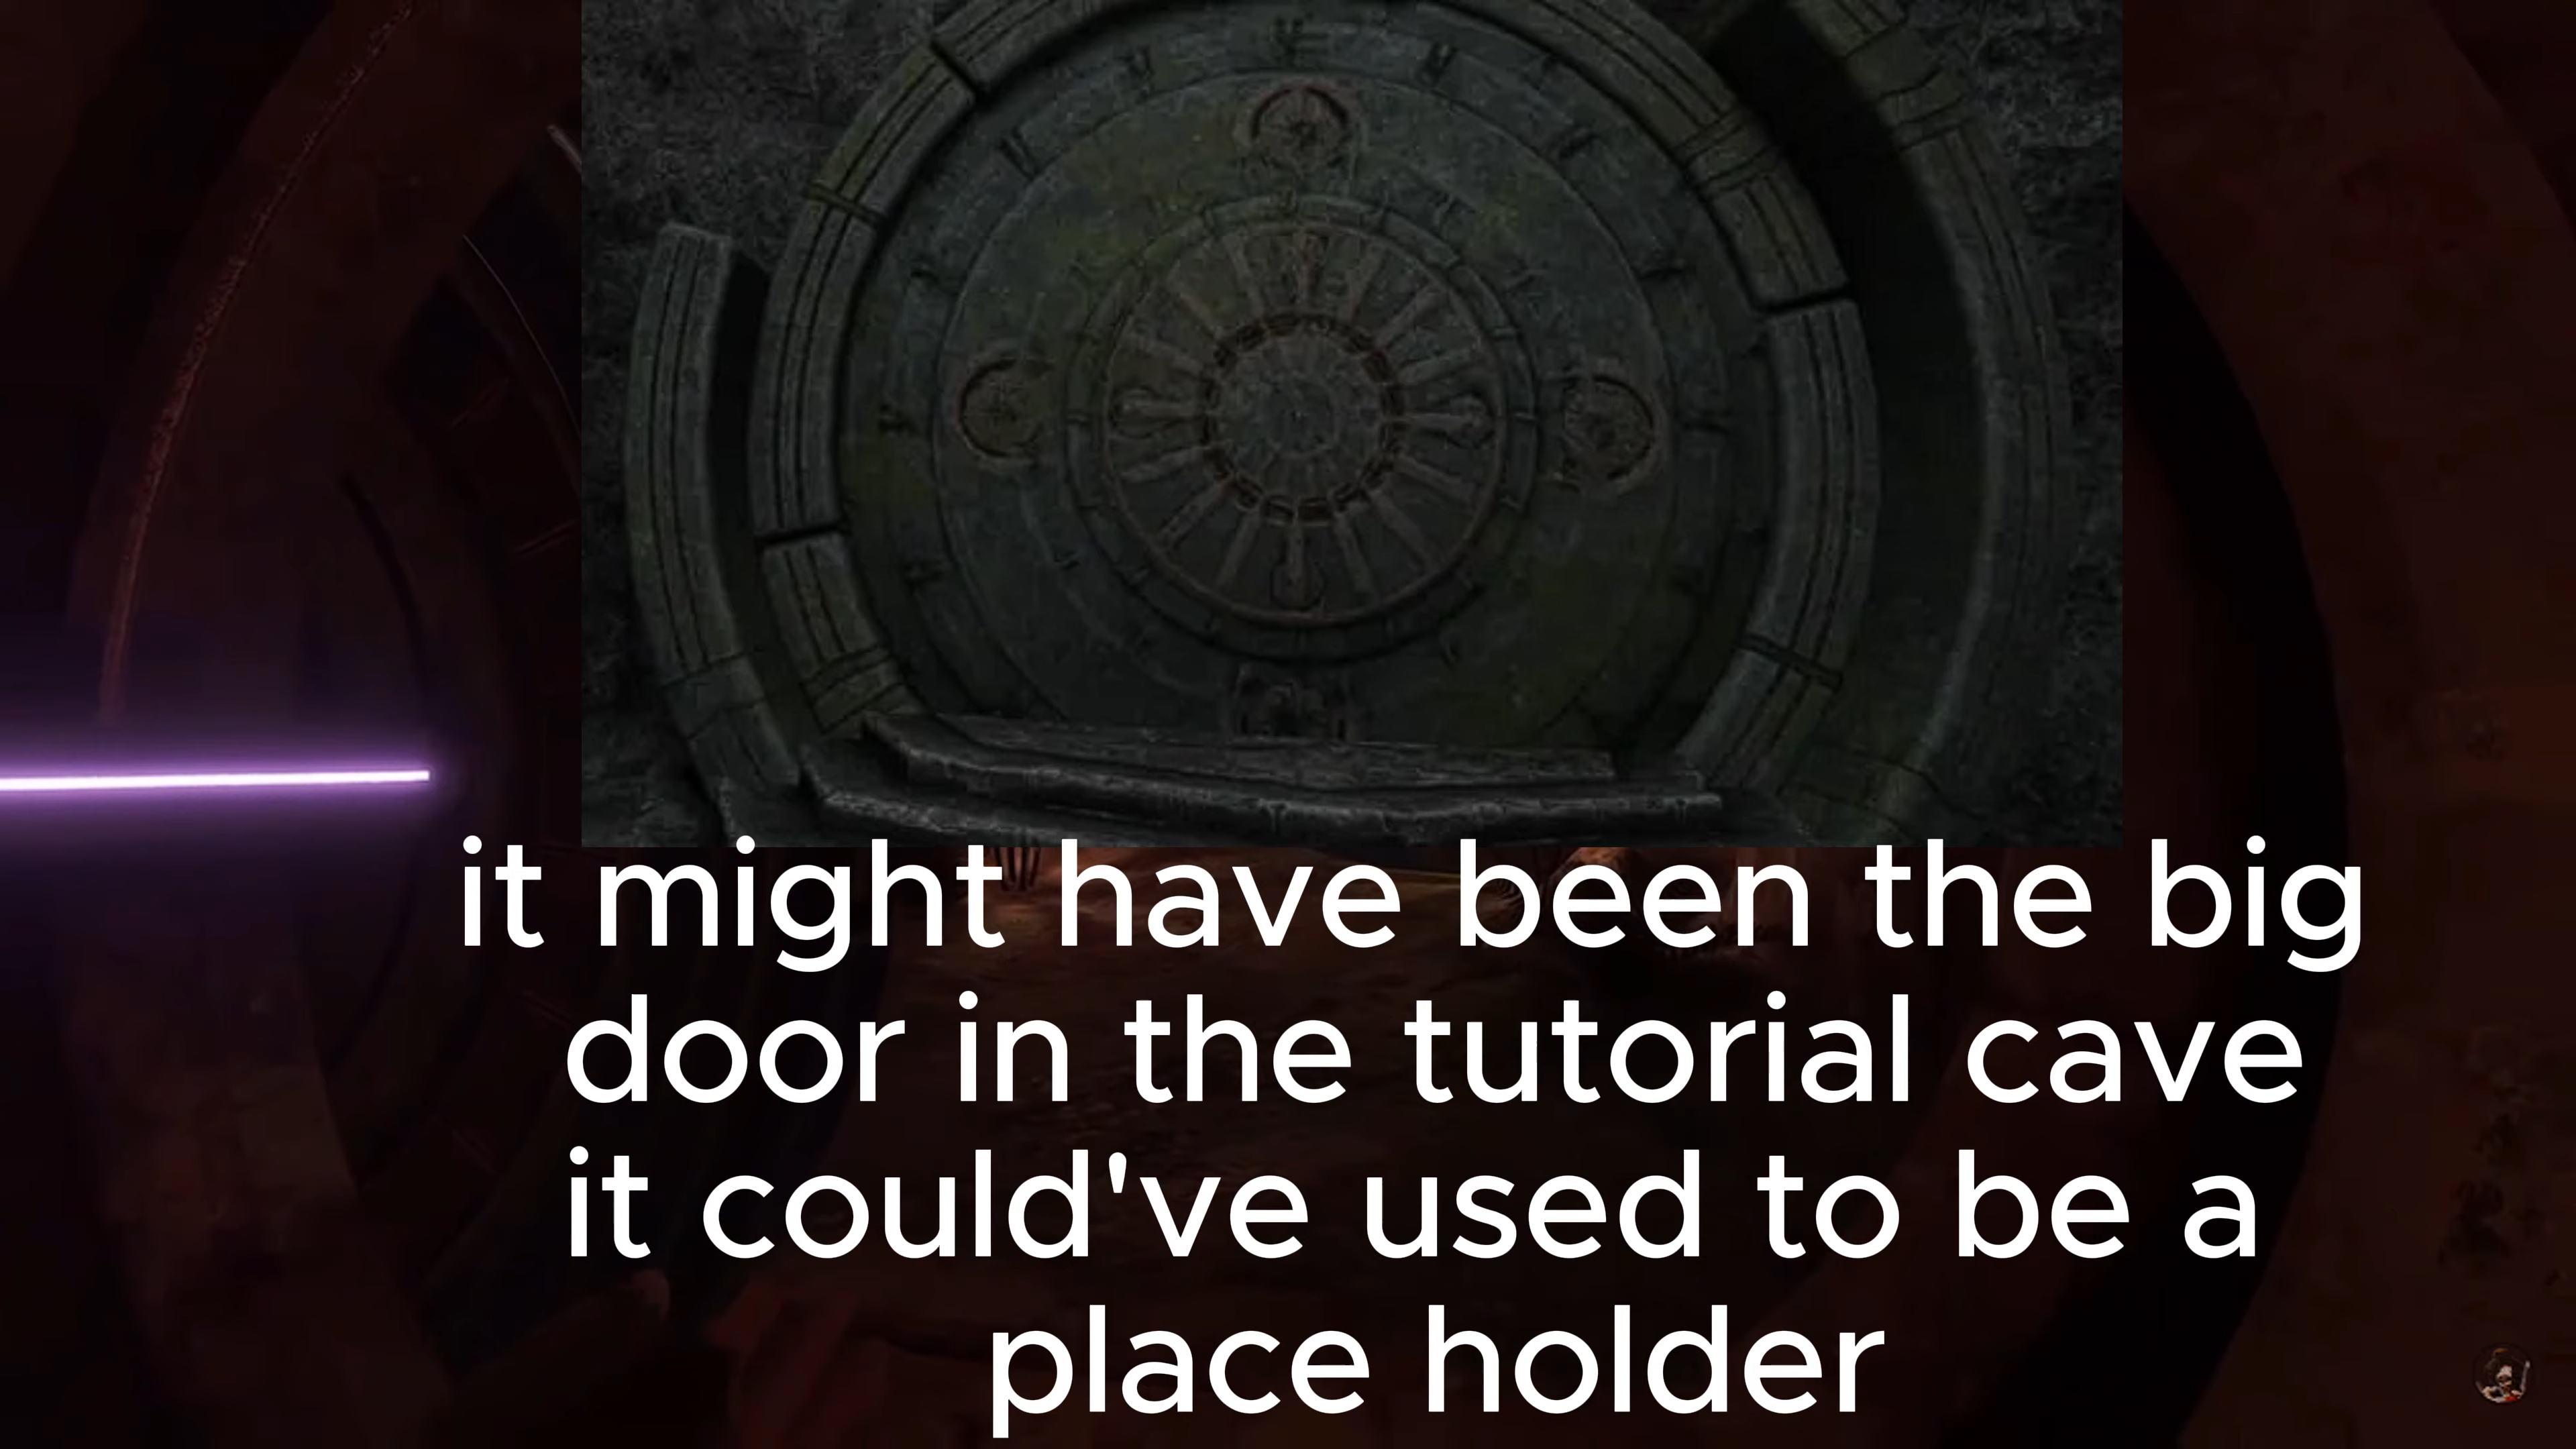 it might have been the big
door in the tutorial cave
it could've used to be a
place holder